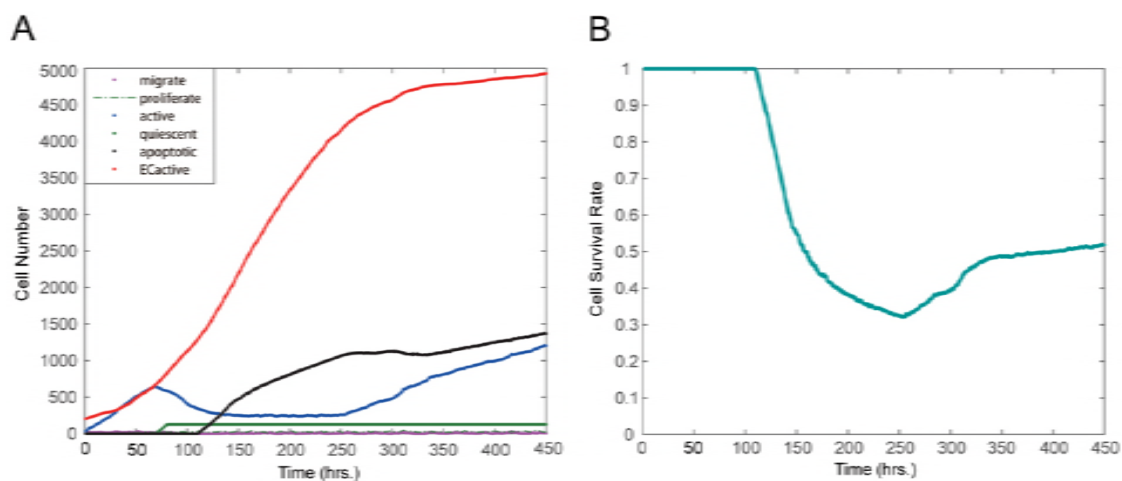 A
5000
4500
4000
3500
3000
2500
2000
1500
1000
500
0
Cell Number
migrate
proliferate
active
quiescent
apoptotic
ECactive
0 50 100 150 200 250 300 350 400 450
Time (hrs.)
B
1
0.9
0.8
0.7
0.6
0.5
0.4
0.3
0.2
0.1
0
Cell Survival Rate
0 50 100 150 200 250 300 350 400 450
Time (hrs.)